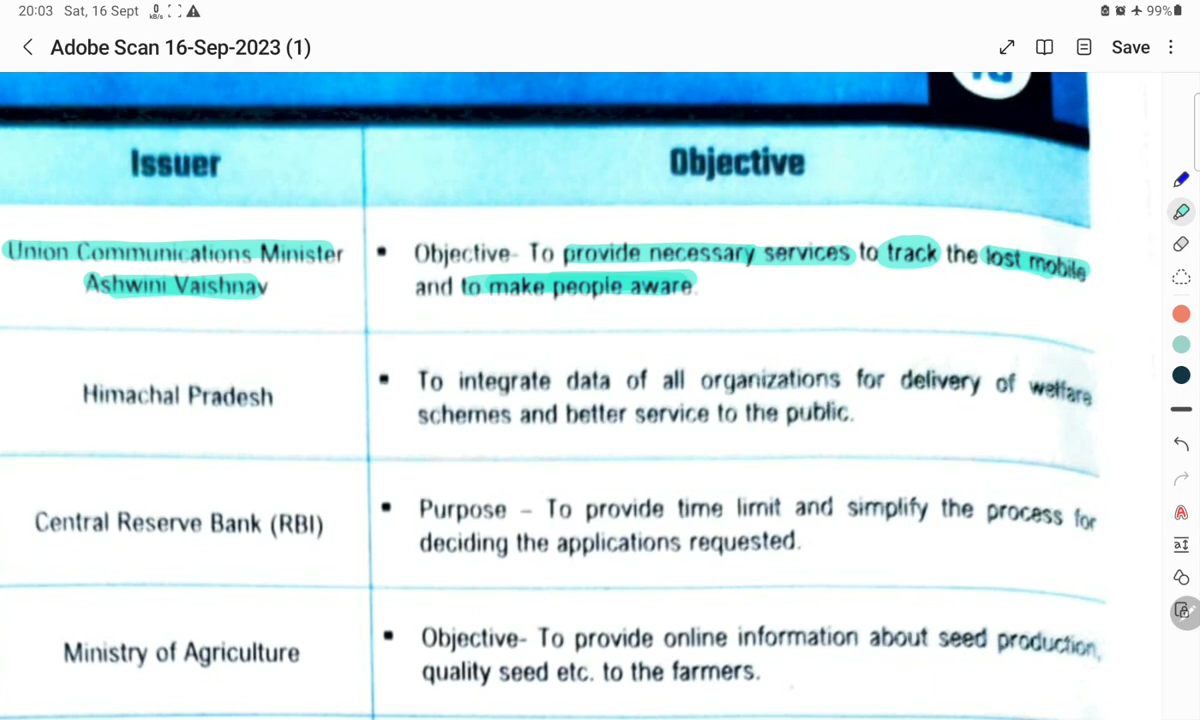 20:03 Sat, 16 Sept 0 kB/s 99%
Adobe Scan 16-Sep-2023 (1)
Save
Issuer
Objective
Union Communications Minister
Ashwini Vaishnav
▪ Objective- To provide necessary services to track the lost mobile
and to make people aware.
Himachal Pradesh
▪ To integrate data of all organizations for delivery of welfare
schemes and better service to the public.
Central Reserve Bank (RBI)
▪ Purpose – To provide time limit and simplify the process for
deciding the applications requested.
Ministry of Agriculture
▪ Objective- To provide online information about seed production,
quality seed etc. to the farmers.